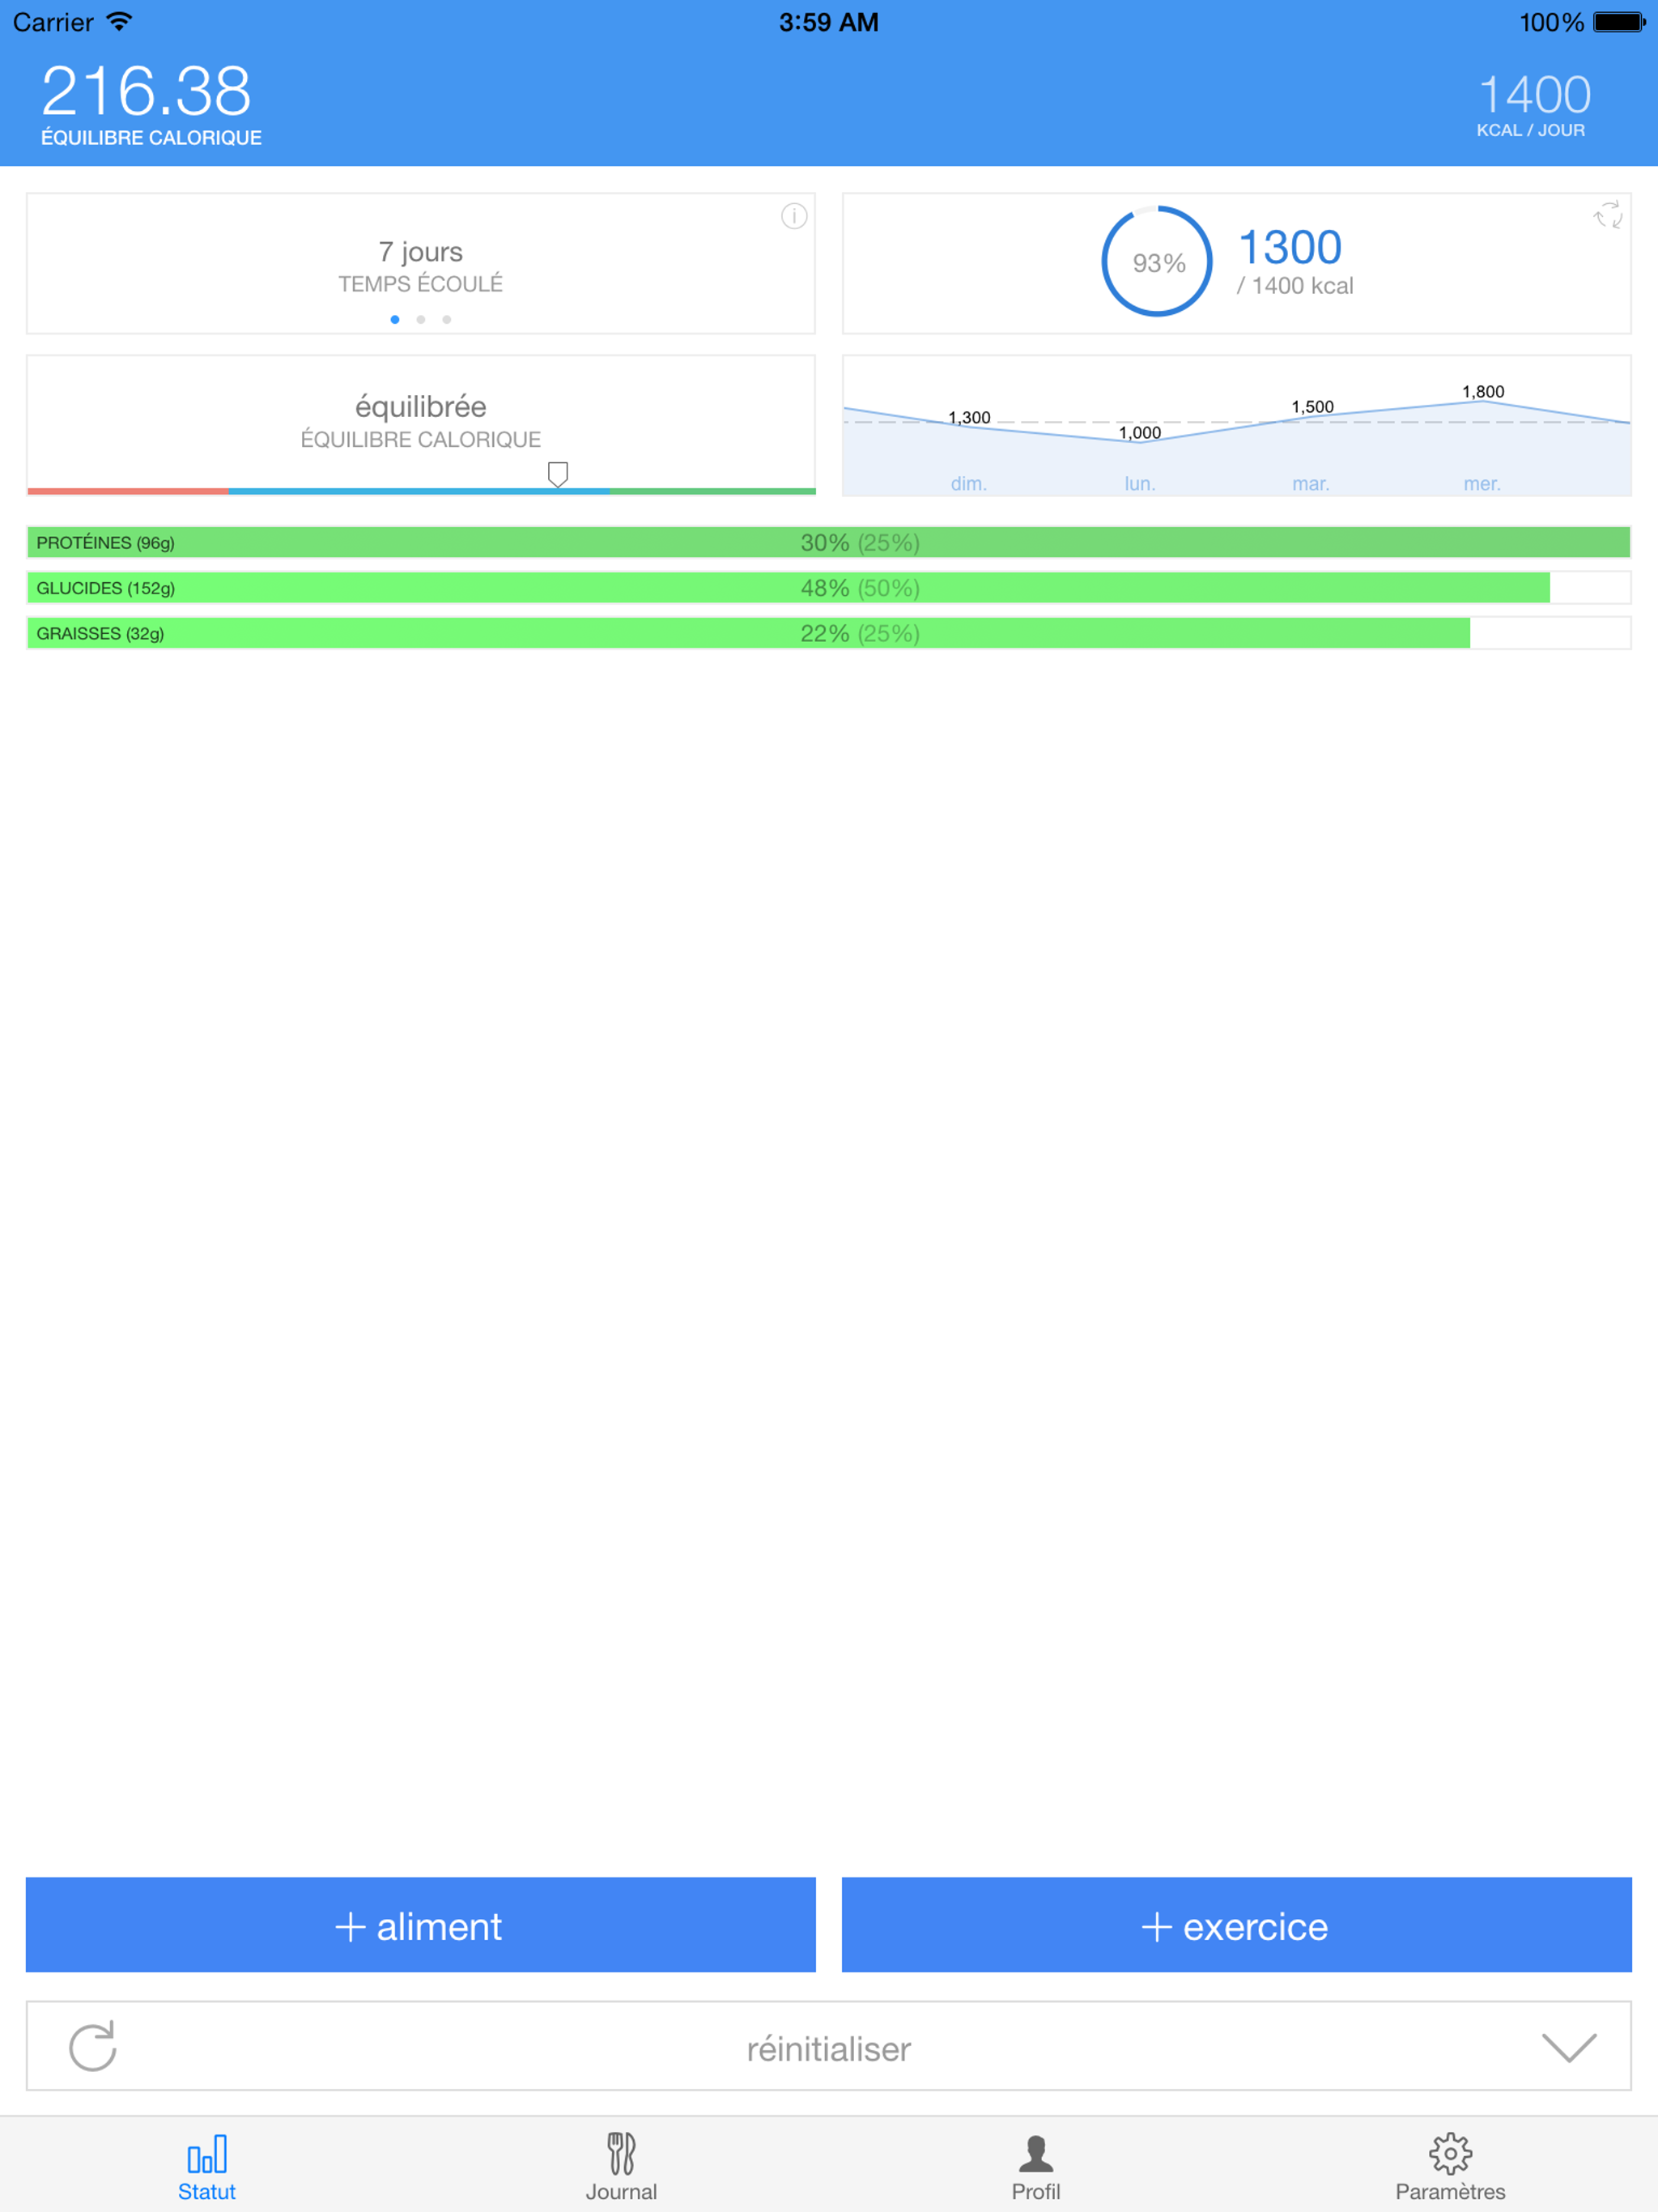 Carrier
3:59 AM
100%
216.38
ÉQUILIBRE CALORIQUE
1400
KCAL / JOUR
7 jours
TEMPS ÉCOULÉ
93%
1300
/ 1400 kcal
équilibrée
ÉQUILIBRE CALORIQUE
1,300
1,000
1,500
1,800
dim.
lun.
mar.
mer.
PROTÉINES (96g)
30% (25%)
GLUCIDES (152g)
48% (50%)
GRAISSES (32g)
22% (25%)
+ aliment
+ exercice
réinitialiser
Statut
Journal
Profil
Paramètres